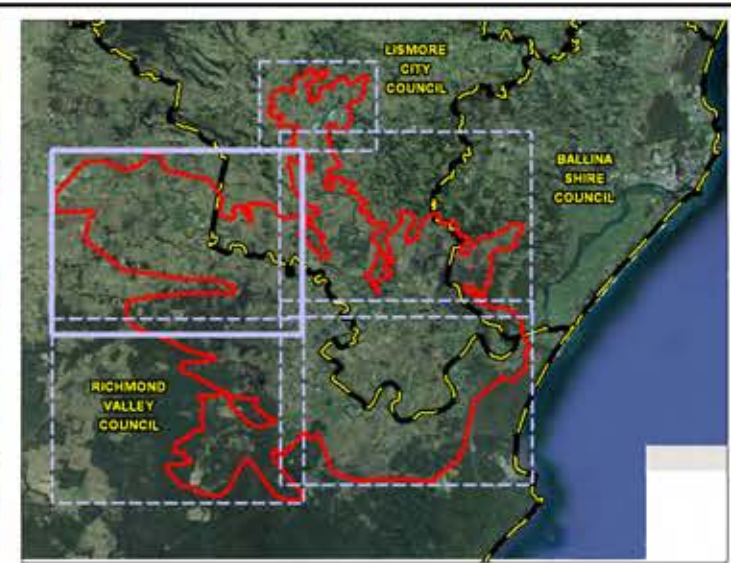 LISMORE
CITY
COUNCIL
BALLINA
SHIRE
COUNCIL
RICHMOND
VALLEY
COUNCIL